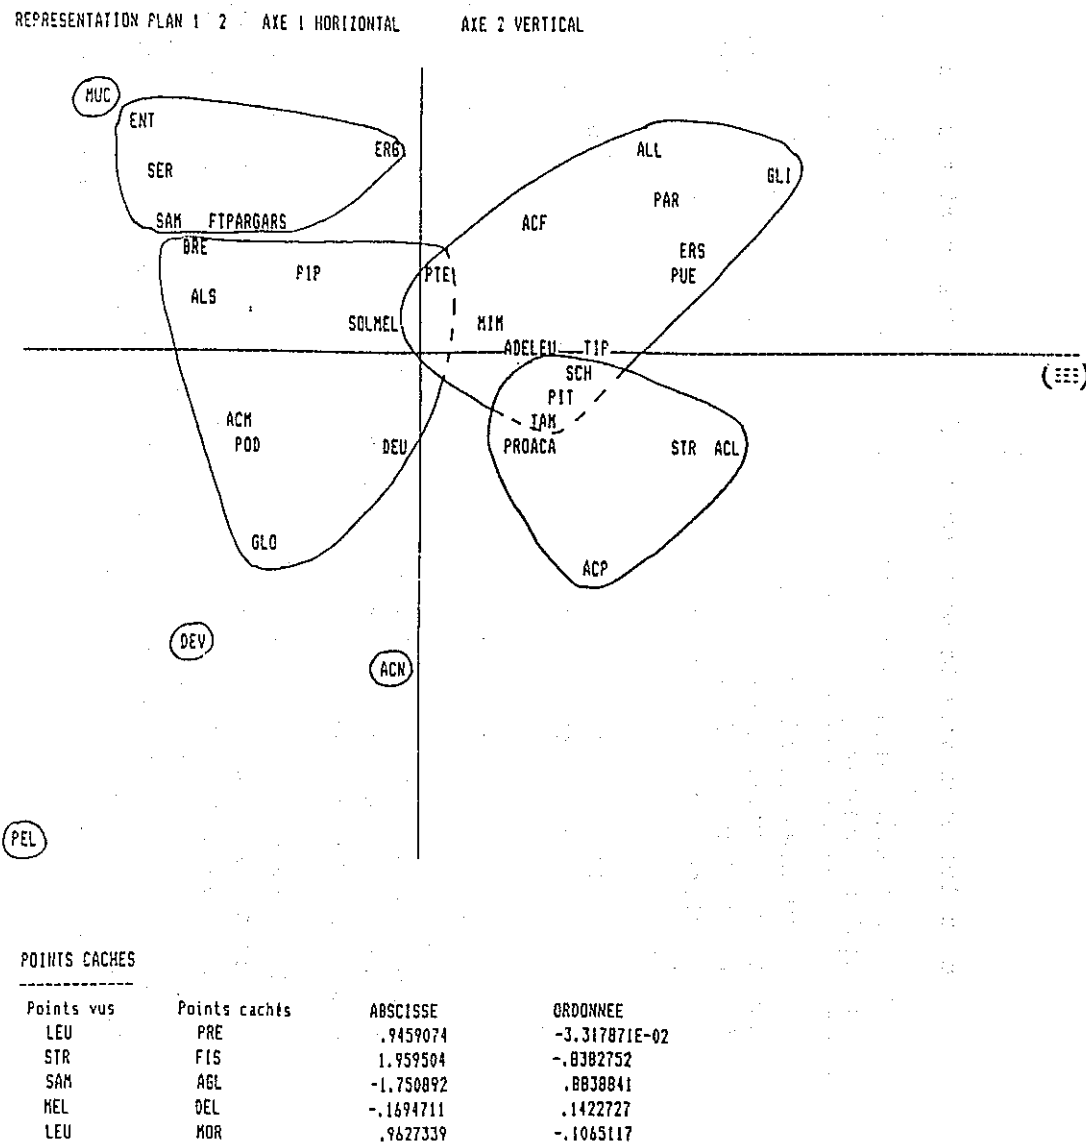 REPRESENTATION PLAN 1 2 AXE 1 HORIZONTAL AXE 2 VERTICAL
MUC
ENT
ERG ALL
SER GLI
PAR
SAM FTPARGARS ACF
BRE ERS
PIP PTE PUE
ALS
SOLMEL MIM
ADELEU TIP
SCH
PIT
ACM TAM
POD DEU PROACA STR ACL
GLO
ACP
DEV
ACN
PEL
POINTS CACHES
Points vus Points cachés ABSCISSE ORDONNEE
LEU PRE .9459074 -3.317871E-02
STR FIS 1.959504 -.8382752
SAM AGL -1.750892 .8838841
MEL DEL -.1694711 .1422727
LEU MOR .9627339 -.1065117